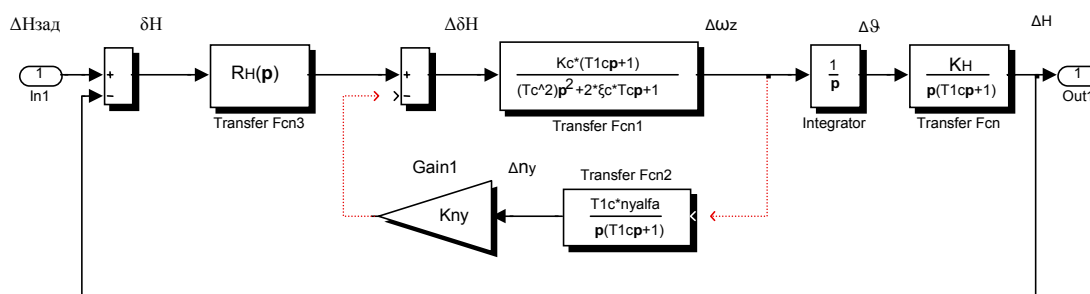 ΔHзад
δH
ΔδH
Δωz
Δϑ
ΔH
1
In1
+
−
RH(p)
Transfer Fcn3
+
−
Kc*(T1cp+1)
(Tc^2)p2+2*ξc*Tcp+1
Transfer Fcn1
1
p
Integrator
KH
p(T1cp+1)
Transfer Fcn
1
Out1
Gain1
Kny
Δny
Transfer Fcn2
T1c*nyalfa
p(T1cp+1)